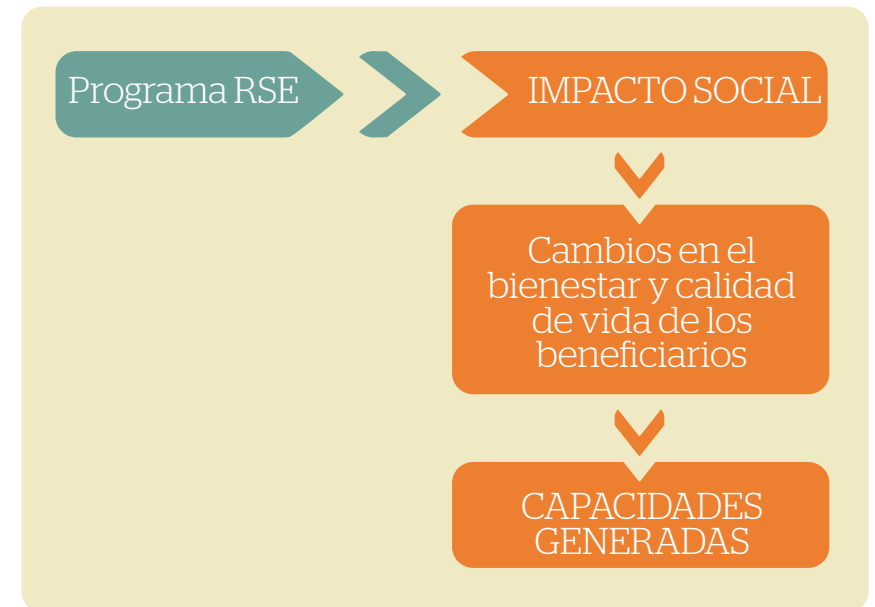 Programa RSE
IMPACTO SOCIAL
Cambios en el
bienestar y calidad
de vida de los
beneficiarios
CAPACIDADES
GENERADAS